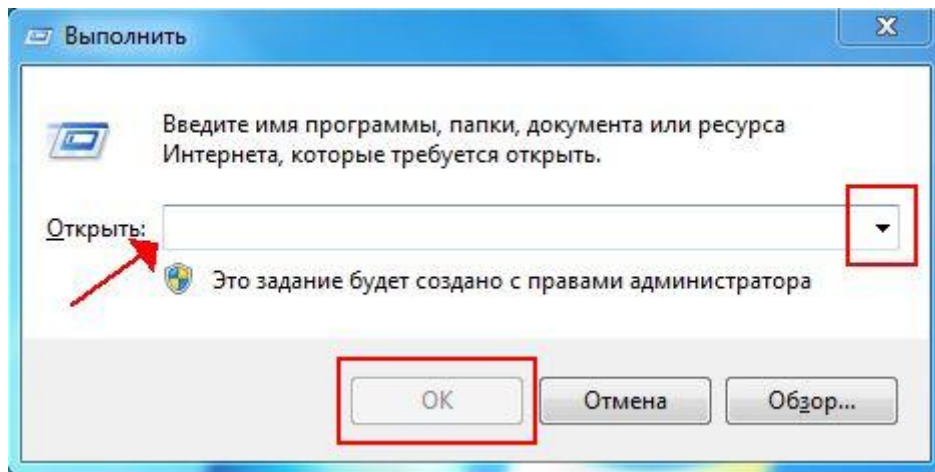 Выполнить
Введите имя программы, папки, документа или ресурса
Интернета, которые требуется открыть.
Открыть:
Это задание будет создано с правами администратора
ОК
Отмена
Обзор...